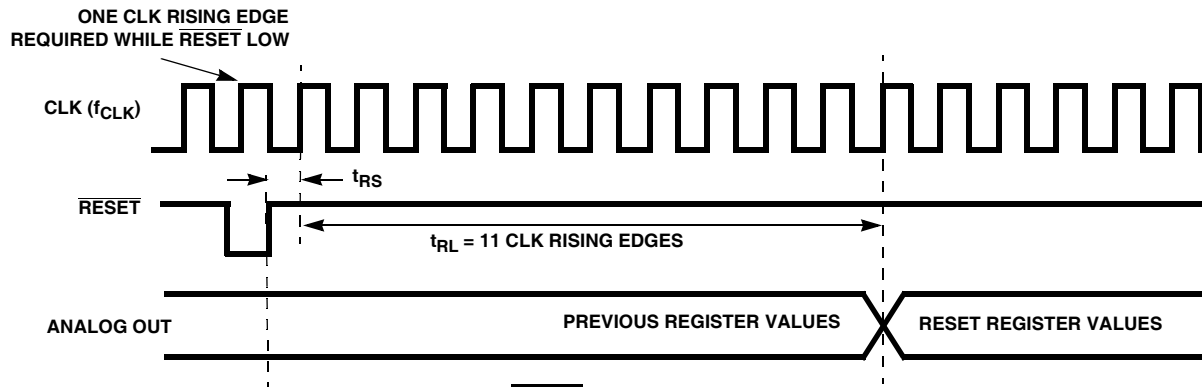 ONE CLK RISING EDGE
REQUIRED WHILE RESET LOW
CLK (fCLK)
tRS
RESET
tRL = 11 CLK RISING EDGES
ANALOG OUT
PREVIOUS REGISTER VALUES
RESET REGISTER VALUES